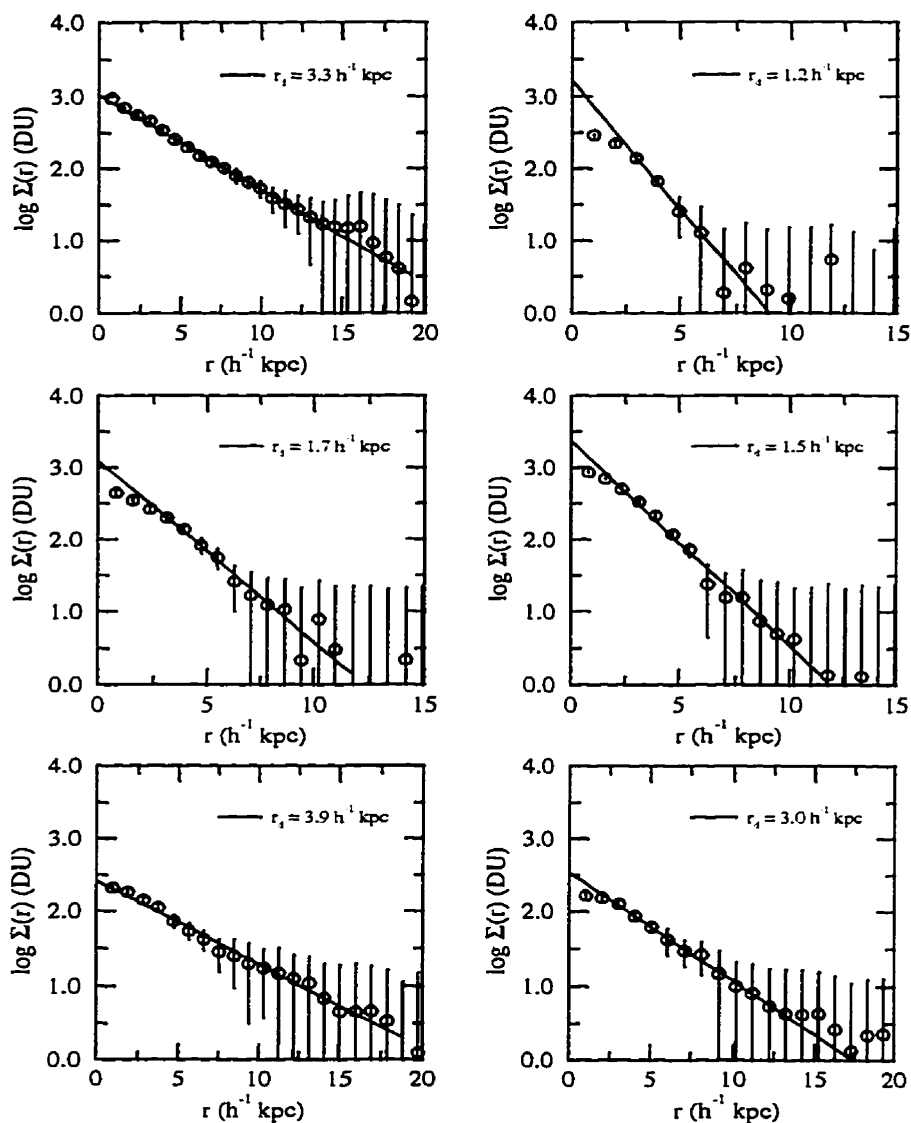 4.0
3.0
2.0
1.0
0.0
log Σ(r) (DU)
r_d = 3.3 h⁻¹ kpc
0 5 10 15 20
r (h⁻¹ kpc)
4.0
3.0
2.0
1.0
0.0
log Σ(r) (DU)
r_d = 1.2 h⁻¹ kpc
0 5 10 15
r (h⁻¹ kpc)
4.0
3.0
2.0
1.0
0.0
log Σ(r) (DU)
r_d = 1.7 h⁻¹ kpc
0 5 10 15
r (h⁻¹ kpc)
4.0
3.0
2.0
1.0
0.0
log Σ(r) (DU)
r_d = 1.5 h⁻¹ kpc
0 5 10 15
r (h⁻¹ kpc)
4.0
3.0
2.0
1.0
0.0
log Σ(r) (DU)
r_d = 3.9 h⁻¹ kpc
0 5 10 15 20
r (h⁻¹ kpc)
4.0
3.0
2.0
1.0
0.0
log Σ(r) (DU)
r_d = 3.0 h⁻¹ kpc
0 5 10 15 20
r (h⁻¹ kpc)